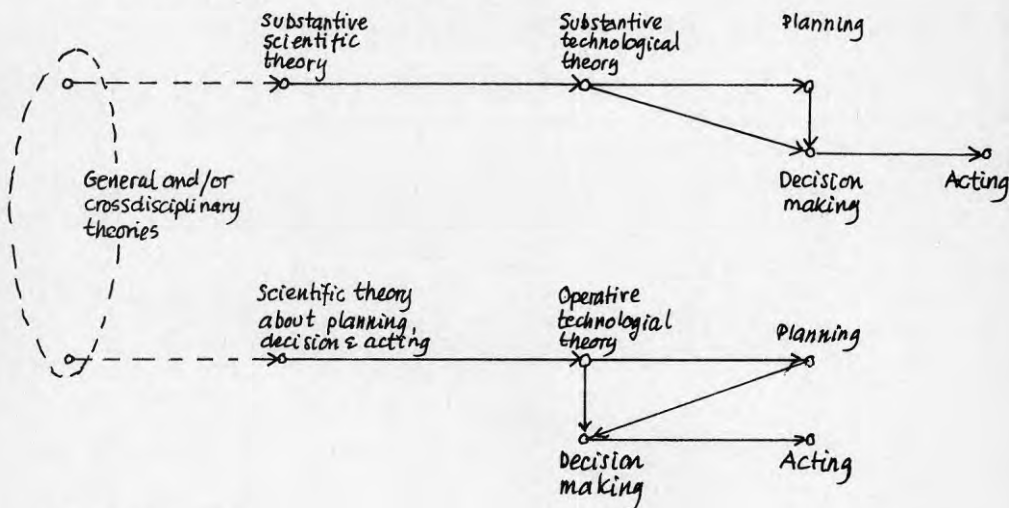 Substantive
scientific
theory
Substantive
technological
theory
Planning
General and/or
crossdisciplinary
theories
Decision
making
Acting
Scientific theory
about planning,
decision & acting
Operative
technologial
theory
Planning
Decision
making
Acting